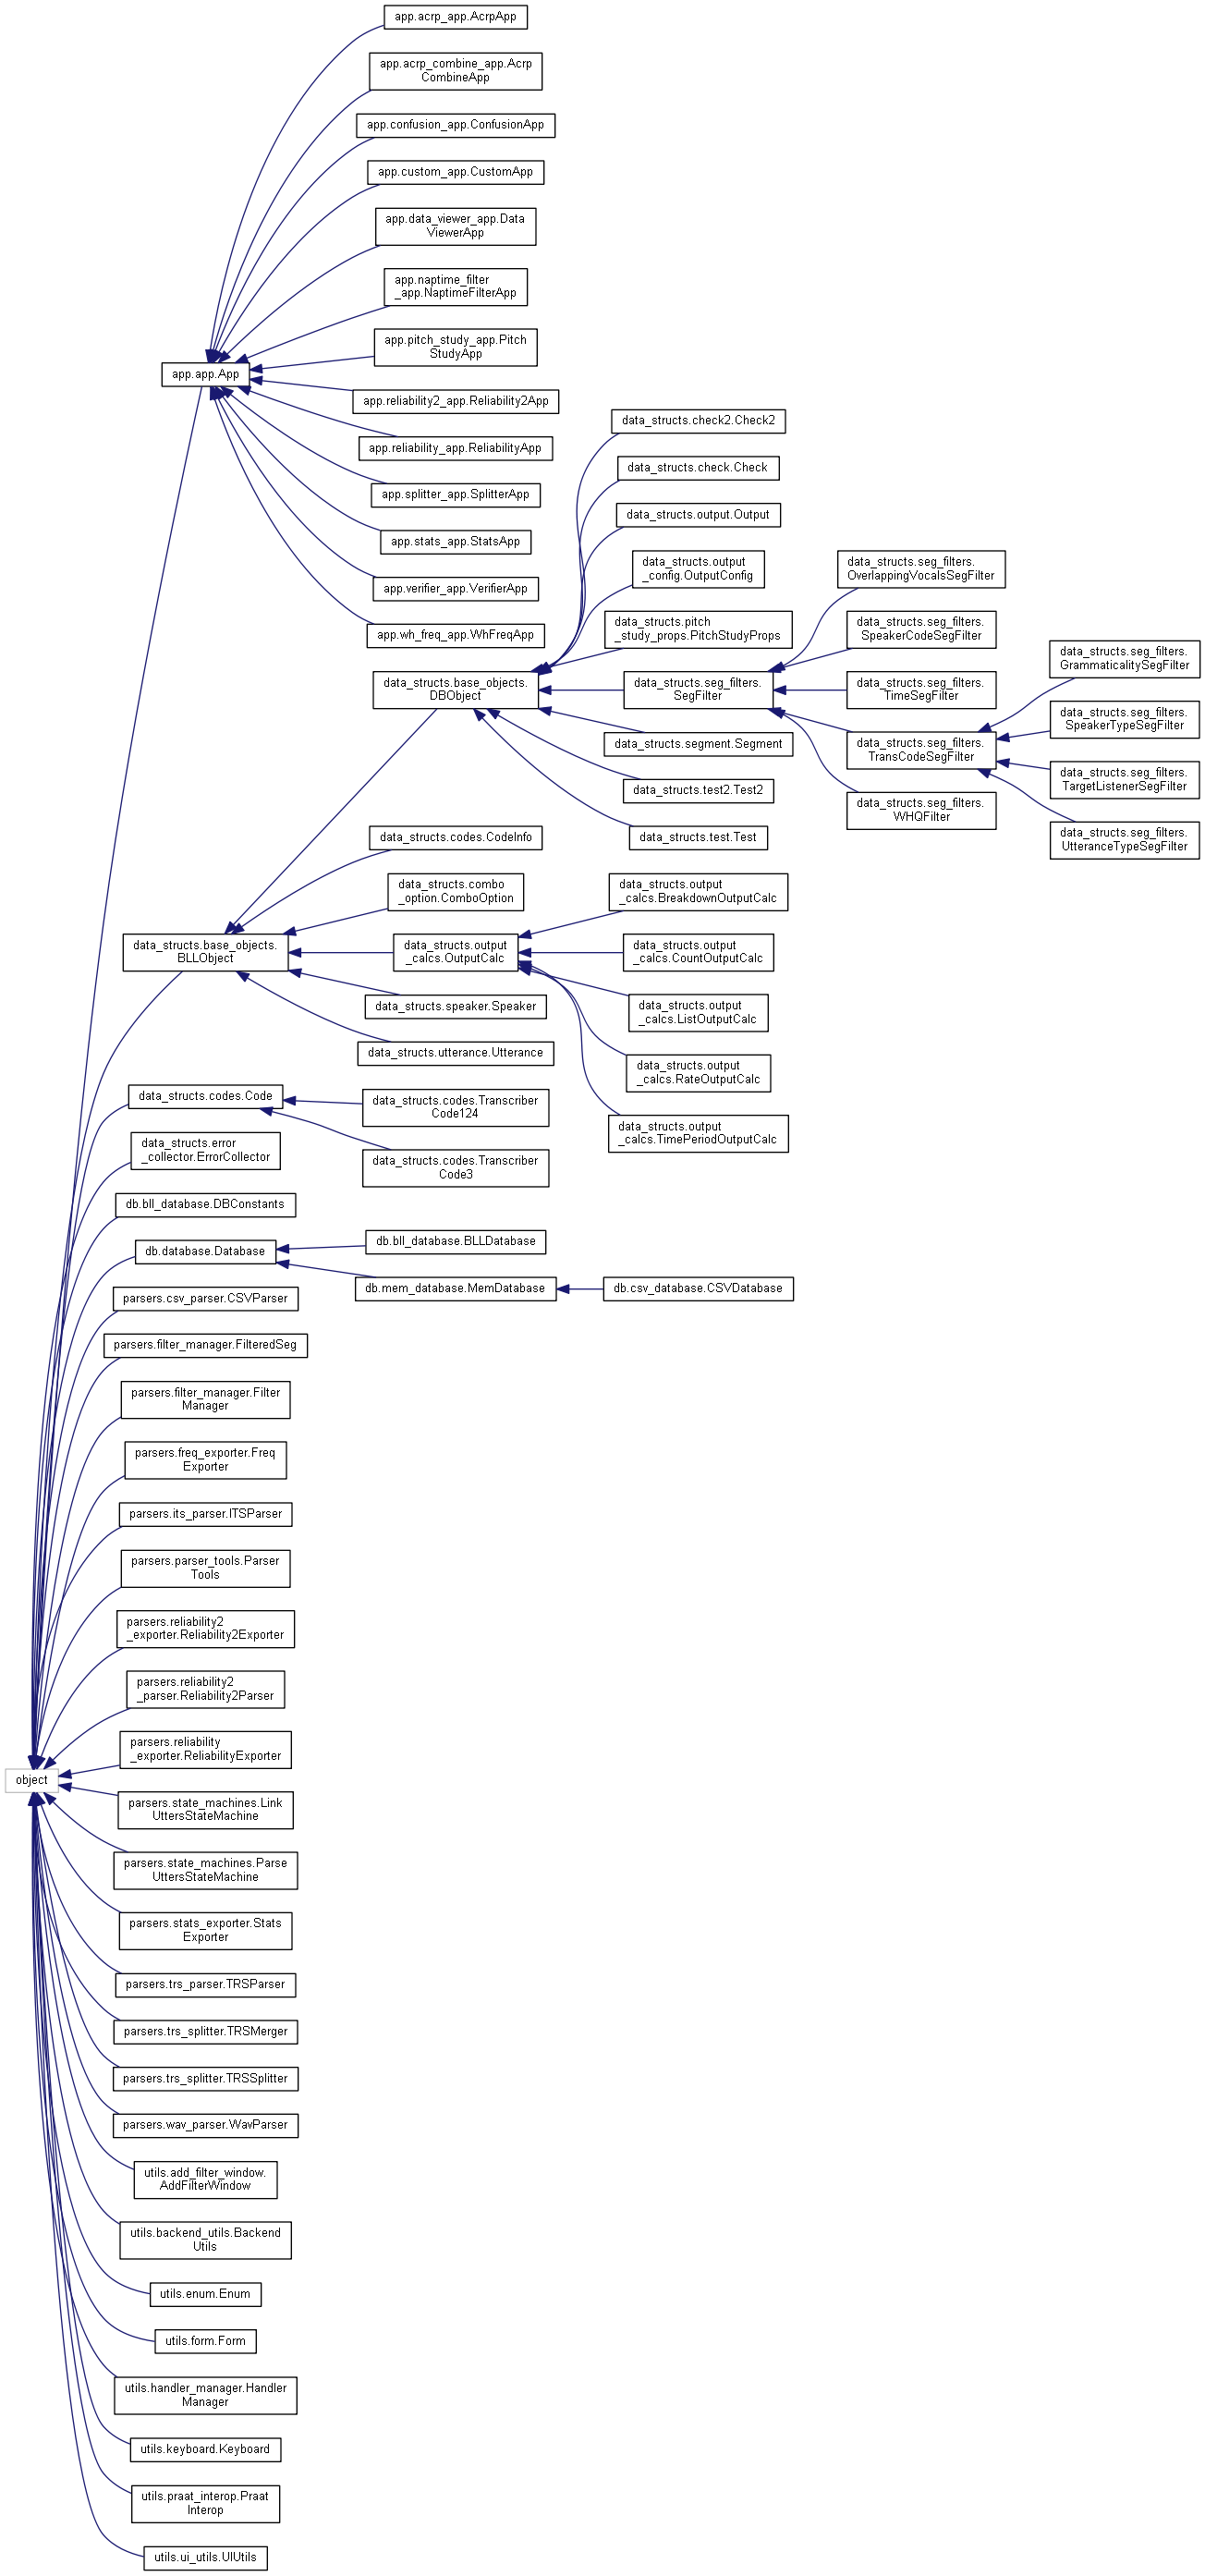 app.acrp_app.AcrpApp
app.acrp_combine_app.Acrp
CombineApp
app.confusion_app.ConfusionApp
app.custom_app.CustomApp
app.data_viewer_app.Data
ViewerApp
app.naptime_filter
_app.NaptimeFilterApp
app.pitch_study_app.Pitch
StudyApp
app.app.App
app.reliability2_app.Reliability2App
app.reliability_app.ReliabilityApp
app.splitter_app.SplitterApp
app.stats_app.StatsApp
app.verifier_app.VerifierApp
app.wh_freq_app.WhFreqApp
data_structs.check2.Check2
data_structs.check.Check
data_structs.output.Output
data_structs.output
_config.OutputConfig
data_structs.pitch
_study_props.PitchStudyProps
data_structs.base_objects.
DBObject
data_structs.seg_filters.
SegFilter
data_structs.segment.Segment
data_structs.test2.Test2
data_structs.test.Test
data_structs.seg_filters.
OverlappingVocalsSegFilter
data_structs.seg_filters.
SpeakerCodeSegFilter
data_structs.seg_filters.
TimeSegFilter
data_structs.seg_filters.
TransCodeSegFilter
data_structs.seg_filters.
WHQFilter
data_structs.seg_filters.
GrammaticalitySegFilter
data_structs.seg_filters.
SpeakerTypeSegFilter
data_structs.seg_filters.
TargetListenerSegFilter
data_structs.seg_filters.
UtteranceTypeSegFilter
data_structs.codes.CodeInfo
data_structs.combo
_option.ComboOption
data_structs.base_objects.
BLLObject
data_structs.output
_calcs.OutputCalc
data_structs.speaker.Speaker
data_structs.utterance.Utterance
data_structs.output
_calcs.BreakdownOutputCalc
data_structs.output
_calcs.CountOutputCalc
data_structs.output
_calcs.ListOutputCalc
data_structs.output
_calcs.RateOutputCalc
data_structs.output
_calcs.TimePeriodOutputCalc
data_structs.codes.Code
data_structs.codes.Transcriber
Code124
data_structs.codes.Transcriber
Code3
data_structs.error
_collector.ErrorCollector
db.bll_database.DBConstants
db.database.Database
db.bll_database.BLLDatabase
db.mem_database.MemDatabase
db.csv_database.CSVDatabase
parsers.csv_parser.CSVParser
parsers.filter_manager.FilteredSeg
parsers.filter_manager.Filter
Manager
parsers.freq_exporter.Freq
Exporter
parsers.its_parser.ITSParser
parsers.parser_tools.Parser
Tools
parsers.reliability2
_exporter.Reliability2Exporter
parsers.reliability2
_parser.Reliability2Parser
parsers.reliability
_exporter.ReliabilityExporter
object
parsers.state_machines.Link
UttersStateMachine
parsers.state_machines.Parse
UttersStateMachine
parsers.stats_exporter.Stats
Exporter
parsers.trs_parser.TRSParser
parsers.trs_splitter.TRSMerger
parsers.trs_splitter.TRSSplitter
parsers.wav_parser.WavParser
utils.add_filter_window.
AddFilterWindow
utils.backend_utils.Backend
Utils
utils.enum.Enum
utils.form.Form
utils.handler_manager.Handler
Manager
utils.keyboard.Keyboard
utils.praat_interop.Praat
Interop
utils.ui_utils.UIUtils